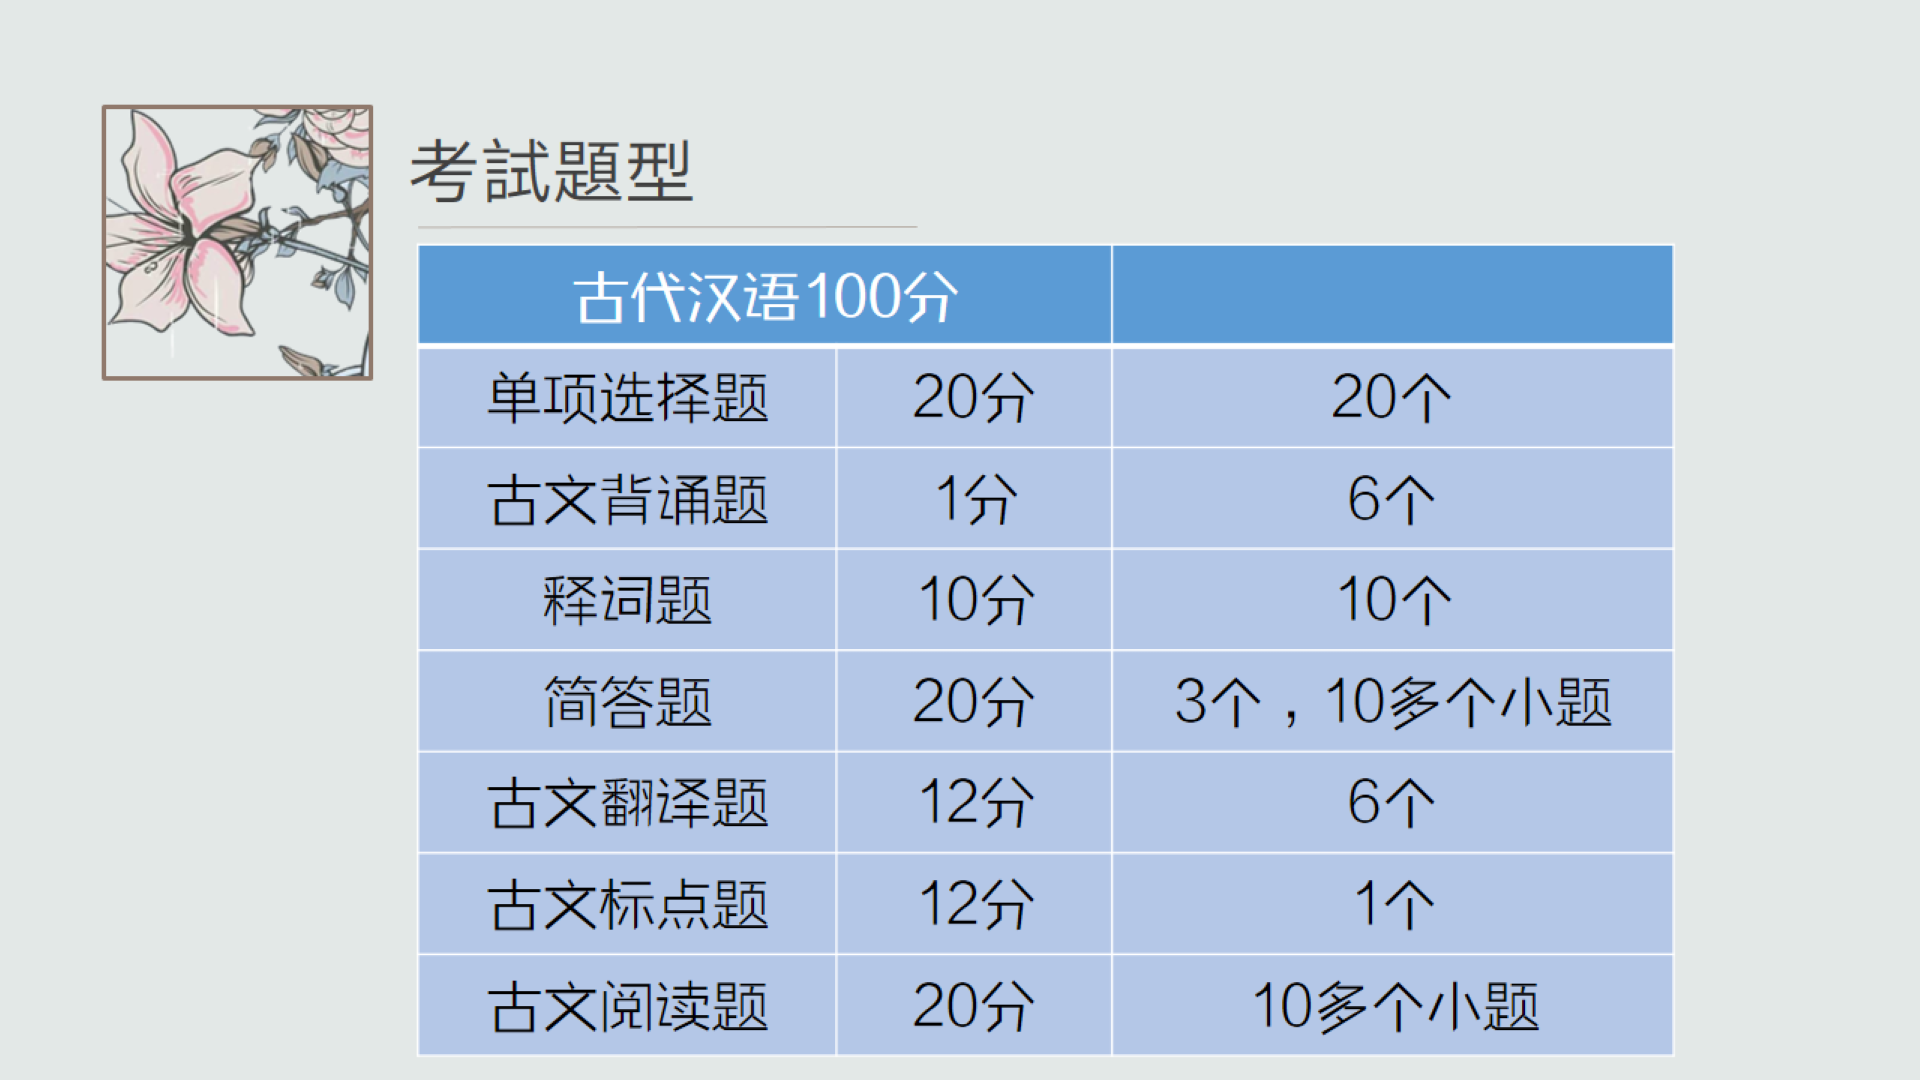 考試題型
古代汉语100分
单项选择题 20分 20个
古文背诵题 1分 6个
释词题 10分 10个
简答题 20分 3个，10多个小题
古文翻译题 12分 6个
古文标点题 12分 1个
古文阅读题 20分 10多个小题